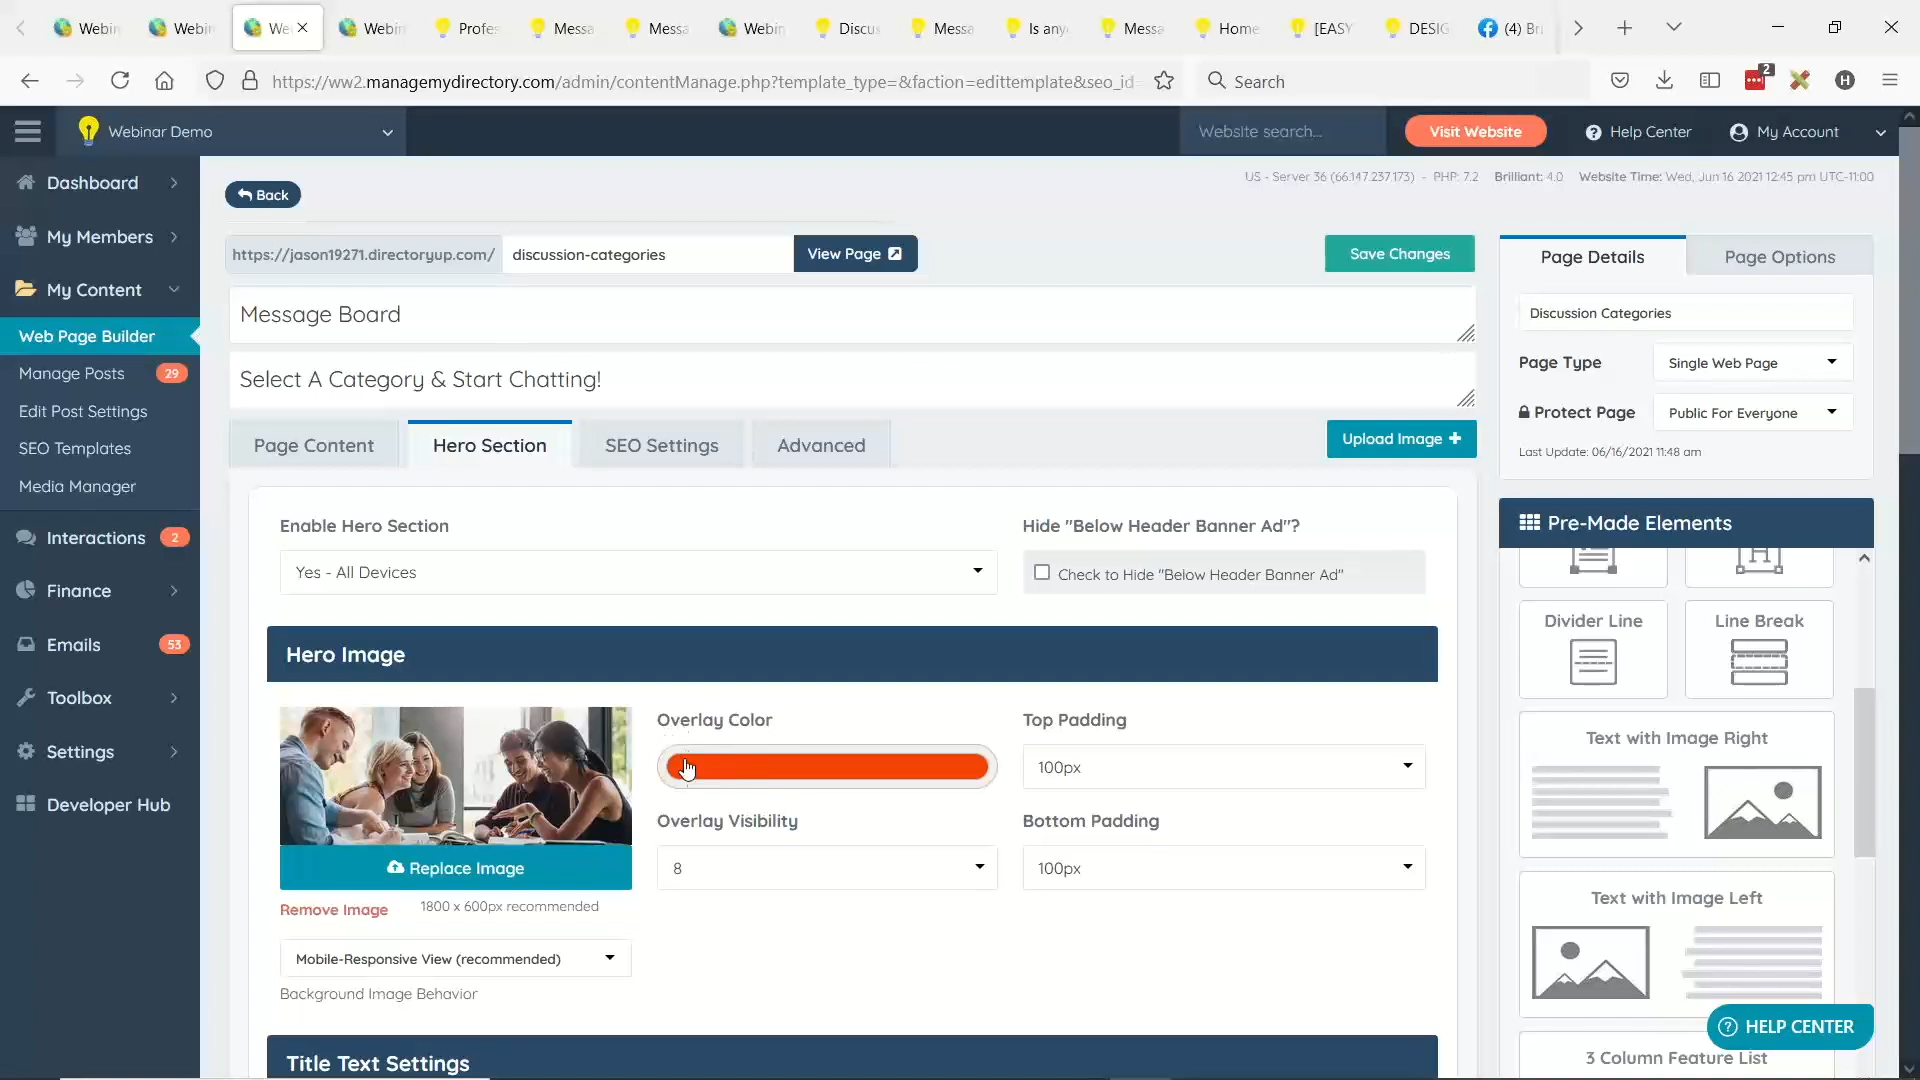 Webin
Webin
We
Webin
Profes
Messa
Messa
Webin
Discus
Messa
Is any
Messa
Home
[EASY
DESIG
(4) Bri
https://ww2.managemydirectory.com/admin/contentManage.php?template_type=&faction=edittemplate&seo_id
Search
2
H
Webinar Demo
Website search...
Visit Website
Help Center
My Account
US - Server 36 (66.147.237.173) - PHP: 7.2 Brilliant: 4.0 Website Time: Wed, Jun 16 2021 12:45 pm UTC-11:00
Dashboard
My Members
My Content
Web Page Builder
Manage Posts 29
Edit Post Settings
SEO Templates
Media Manager
Interactions 2
Finance
Emails 53
Toolbox
Settings
Developer Hub
Back
https://jason19271.directoryup.com/
discussion-categories
View Page
Save Changes
Message Board
Select A Category & Start Chatting!
Page Content
Hero Section
SEO Settings
Advanced
Upload Image +
Enable Hero Section
Yes - All Devices
Hide "Below Header Banner Ad"?
Check to Hide "Below Header Banner Ad"
Hero Image
Replace Image
Remove Image
1800 x 600px recommended
Mobile-Responsive View (recommended)
Background Image Behavior
Overlay Color
Overlay Visibility
8
Top Padding
100px
Bottom Padding
100px
Title Text Settings
Page Details
Page Options
Discussion Categories
Page Type
Single Web Page
Protect Page
Public For Everyone
Last Update: 06/16/2021 11:48 am
Pre-Made Elements
H
Divider Line
Line Break
Text with Image Right
Text with Image Left
3 Column Feature List
HELP CENTER